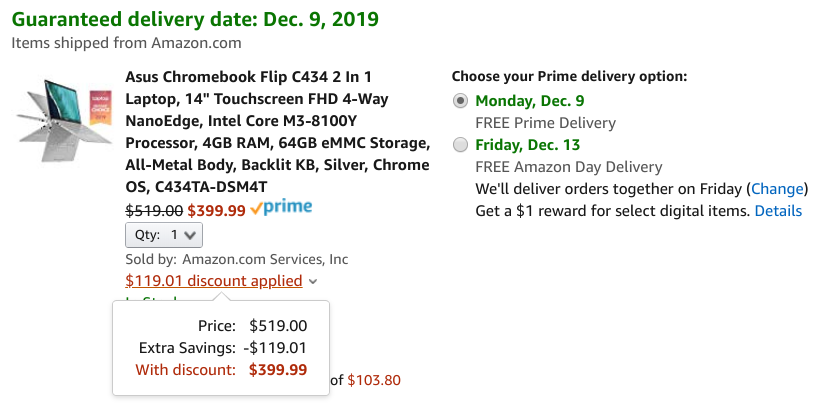 Guaranteed delivery date: Dec. 9, 2019
Items shipped from Amazon.com
Asus Chromebook Flip C434 2 In 1
Laptop, 14" Touchscreen FHD 4-Way
NanoEdge, Intel Core M3-8100Y
Processor, 4GB RAM, 64GB eMMC Storage,
All-Metal Body, Backlit KB, Silver, Chrome
OS, C434TA-DSM4T
$519.00 $399.99 prime
Qty: 1
Sold by: Amazon.com Services, Inc
$119.01 discount applied
Price: $519.00
Extra Savings: -$119.01
With discount: $399.99
of $103.80
Choose your Prime delivery option:
Monday, Dec. 9
FREE Prime Delivery
Friday, Dec. 13
FREE Amazon Day Delivery
We'll deliver orders together on Friday (Change)
Get a $1 reward for select digital items. Details